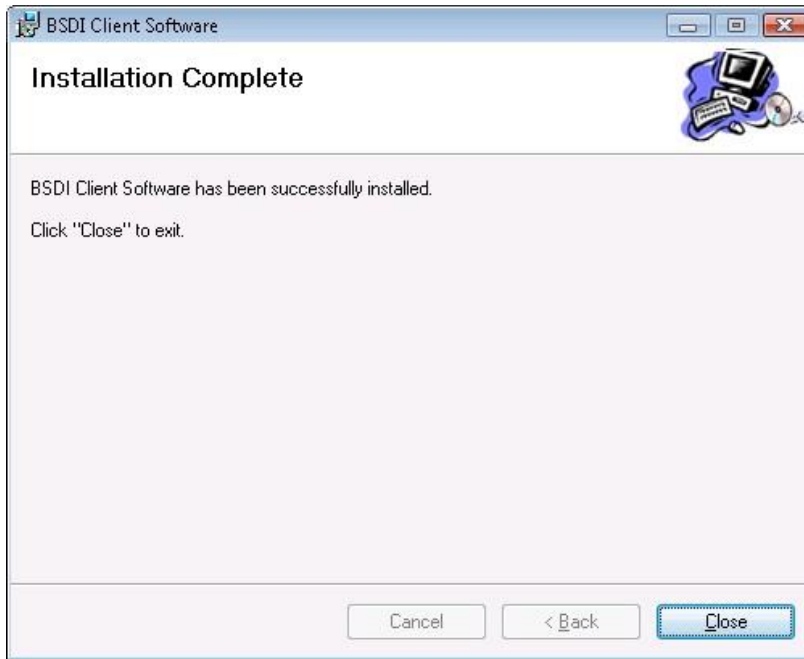 BSDI Client Software
Installation Complete
BSDI Client Software has been successfully installed.
Click "Close" to exit.
Cancel
< Back
Close